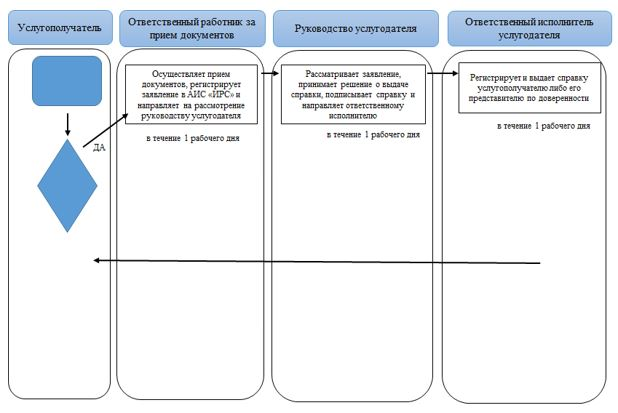 Услугополучатель
Ответственный работник за
прием документов
Руководство услугодателя
Ответственный исполнитель
услугодателя
Осуществляет прием
документов, регистрирует
заявление в АИС «ИРС» и
направляет на рассмотрение
руководству услугодателя
в течение 1 рабочего дня
Рассматривает заявление,
принимает решение о выдаче
справки, подписывает справку и
направляет ответственному
исполнителю
в течение 1 рабочего дня
Регистрирует и выдает справку
услугополучателю либо его
представителю по доверенности
в течение 1 рабочего дня
ДА